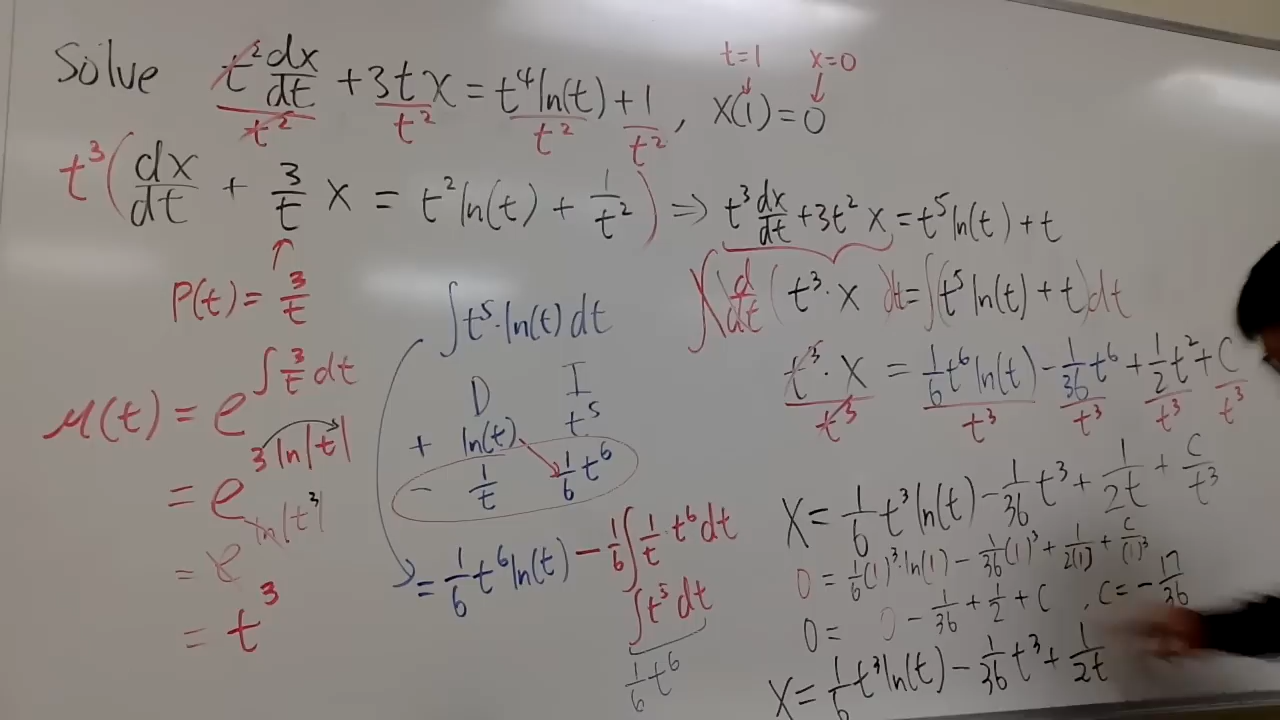 Solve t² dx/dt / t² + 3tx / t² = t⁴ ln(t) / t² + 1 / t² , x(1) = 0
t=1 x=0
t³ ( dx/dt + 3/t x = t² ln(t) + 1/t² ) ⇒ t³ dx/dt + 3t² x = t⁵ ln(t) + t
P(t) = 3/t
μ(t) = e^∫ 3/t dt
= e^3 ln|t|
= e^ln|t³|
= t³
∫ t⁵ · ln(t) dt
D I
+ ln(t) t⁵
- 1/t 1/6 t⁶
= 1/6 t⁶ ln(t) - 1/6 ∫ 1/t · t⁶ dt
∫ t⁵ dt
1/6 t⁶
∫ d/dt ( t³ · x ) dt = ∫ ( t⁵ ln(t) + t ) dt
t³ · x / t³ = 1/6 t⁶ ln(t) / t³ - 1/36 t⁶ / t³ + 1/2 t² / t³ + C / t³
x = 1/6 t³ ln(t) - 1/36 t³ + 1/2t + C/t³
0 = 1/6 (1)³ · ln(1) - 1/36 (1)³ + 1/2(1) + C/(1)³
0 = 0 - 1/36 + 1/2 + C , C = - 17/36
x = 1/6 t³ ln(t) - 1/36 t³ + 1/2t